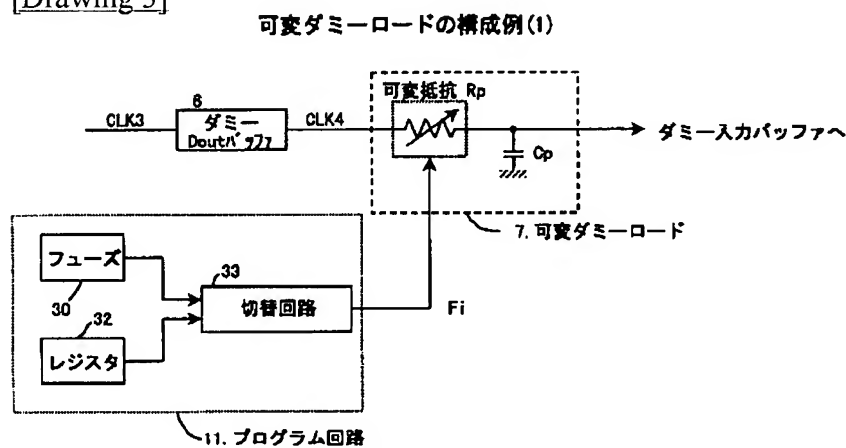 [Drawing 5]
可変ダミーロードの構成例(1)
CLK3
6
ダミー
Doutバッファ
CLK4
可変抵抗 Rp
Cp
ダミー入力バッファへ
7. 可変ダミーロード
フューズ
30
32
レジスタ
33
切替回路
Fi
11. プログラム回路